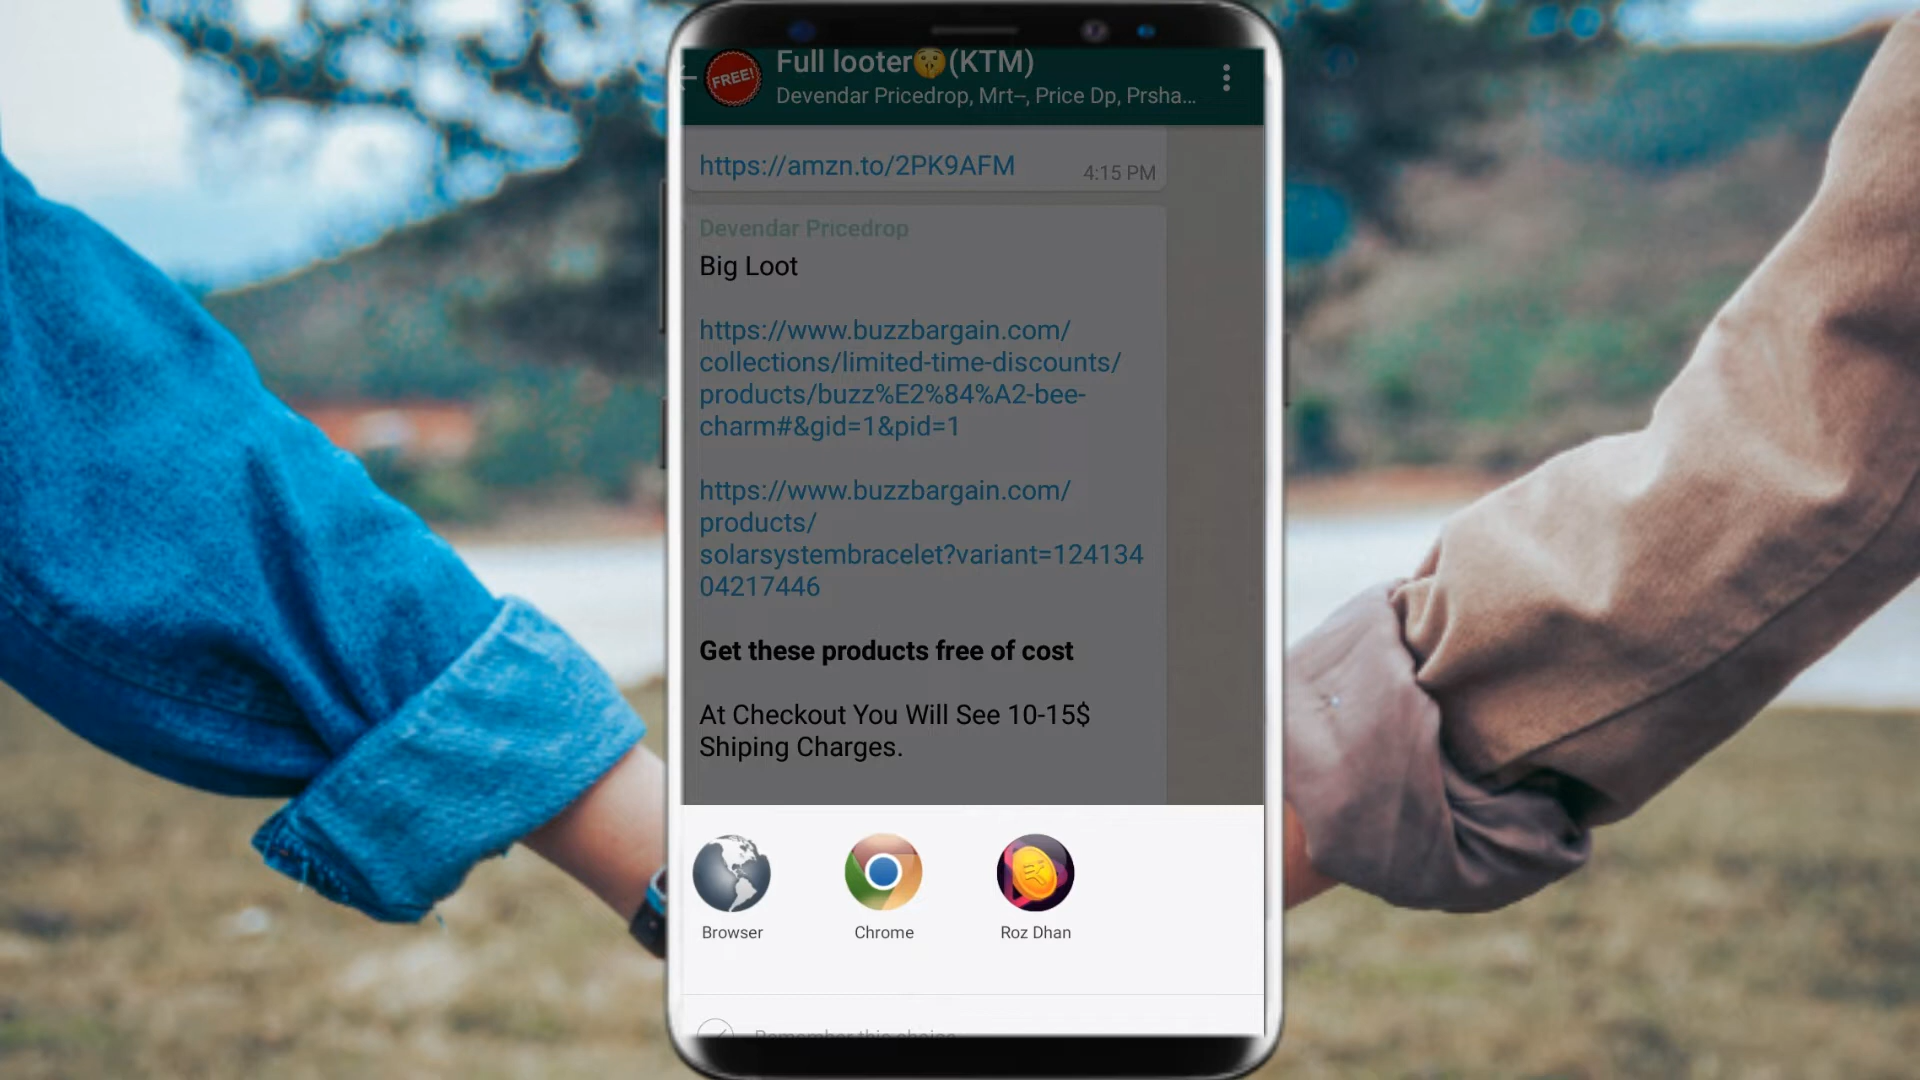 FREE!
Full looter🤫(KTM)
Devendar Pricedrop, Mrt--, Price Dp, Prsha...
https://amzn.to/2PK9AFM
4:15 PM
Devendar Pricedrop
Big Loot
https://www.buzzbargain.com/
collections/limited-time-discounts/
products/buzz%E2%84%A2-bee-
charm#&gid=1&pid=1
https://www.buzzbargain.com/
products/
solarsystembracelet?variant=124134
04217446
Get these products free of cost
At Checkout You Will See 10-15$
Shiping Charges.
Browser
Chrome
Roz Dhan
Remember this choice